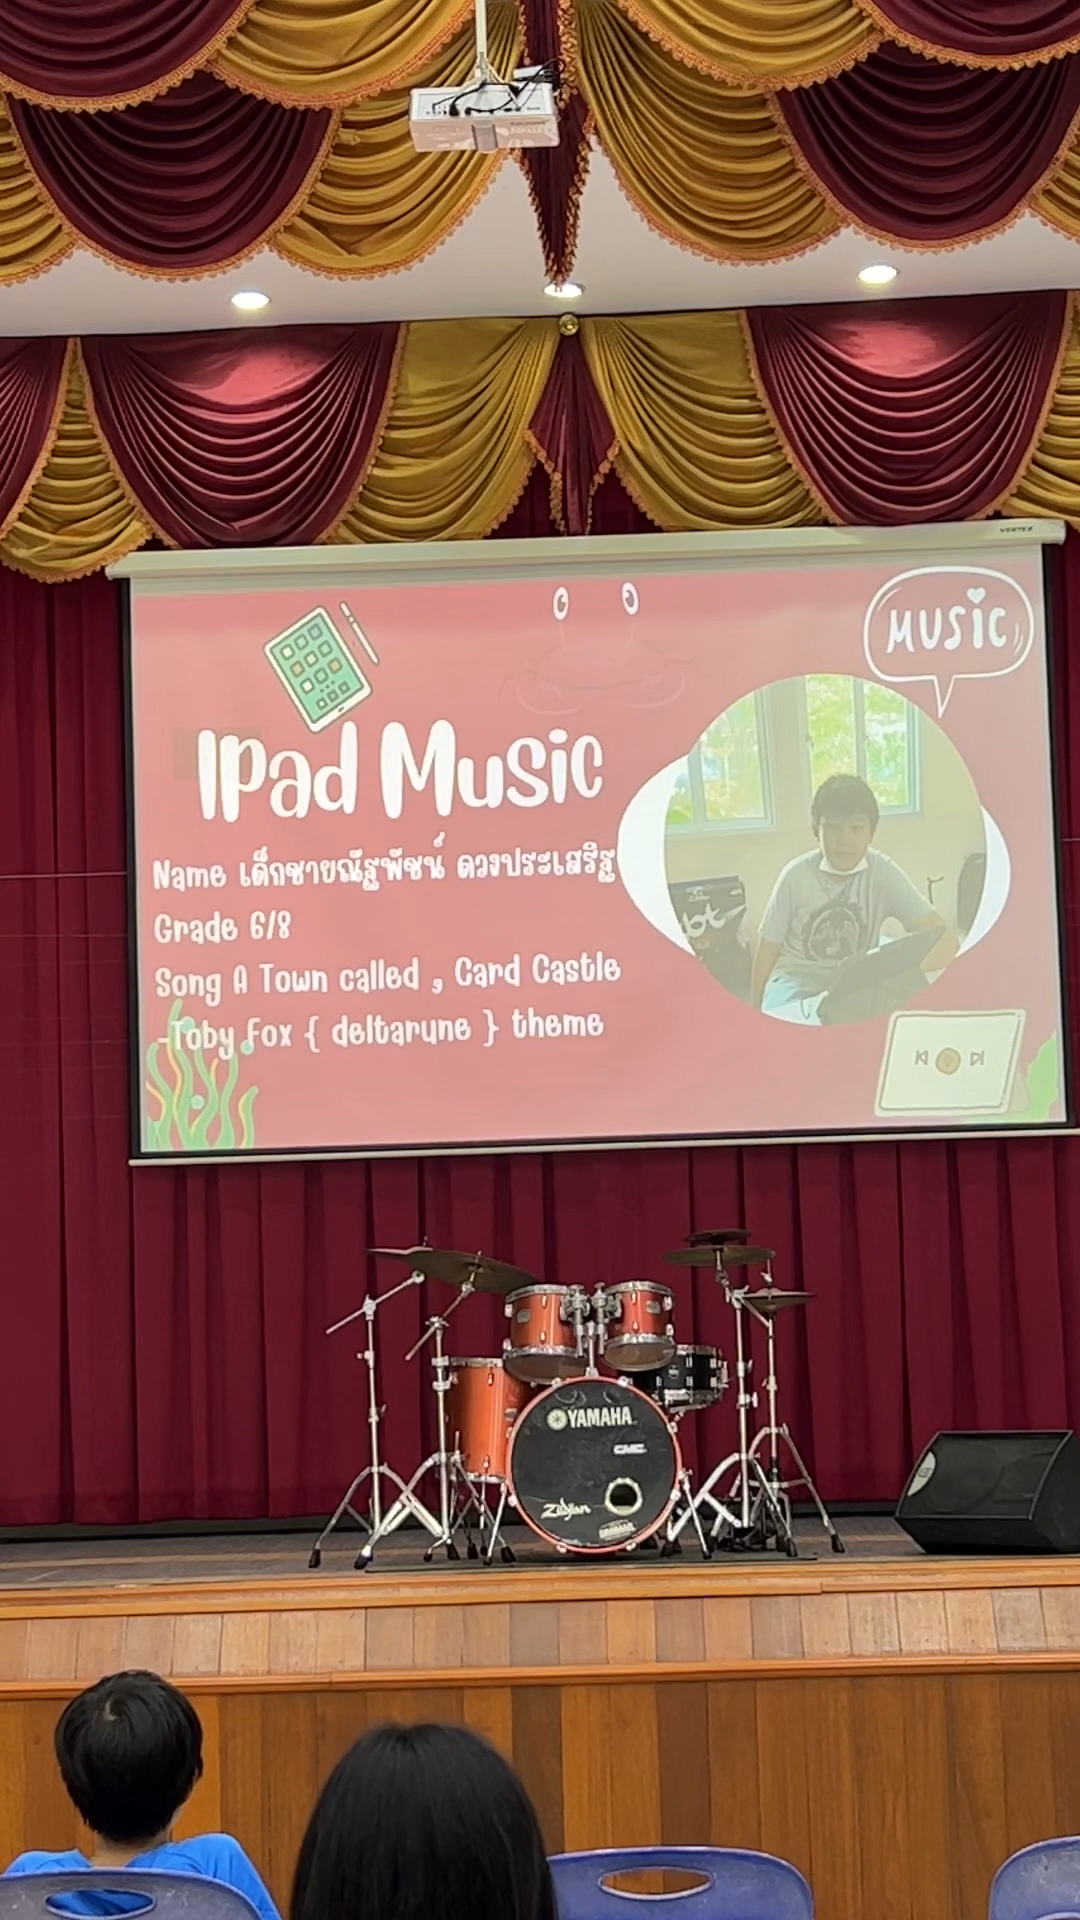 VERTEX
MUSIC
IPad Music
Name เด็กชายณัฐพัชน์ ดวงประเสริฐ
Grade 6/8
Song A Town called , Card Castle
-Toby Fox { deltarune } theme
YAMAHA
CMC
Zildjian